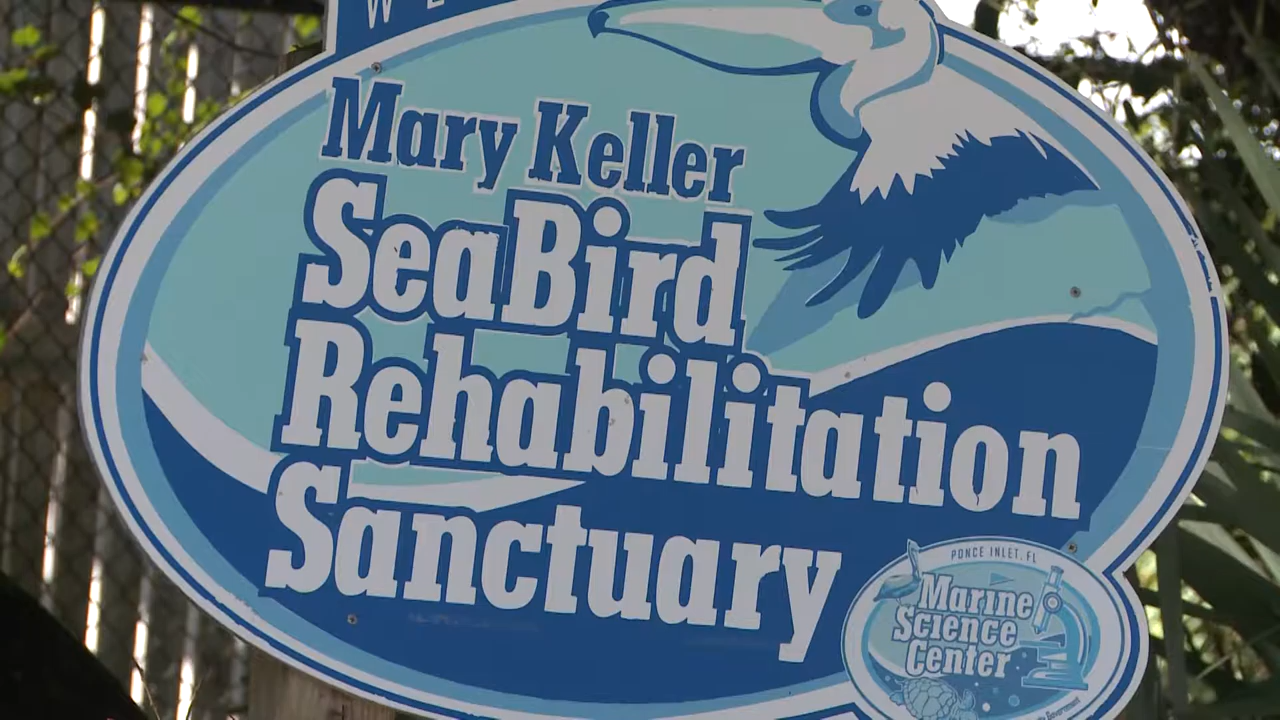 Mary Keller
SeaBird
Rehabilitation
Sanctuary
PONCE INLET, FL
Marine
Science
Center